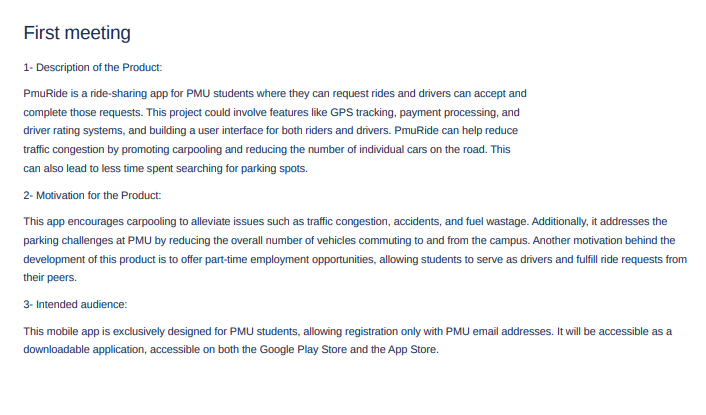 First meeting
1- Description of the Product:
PmuRide is a ride-sharing app for PMU students where they can request rides and drivers can accept and
complete those requests. This project could involve features like GPS tracking, payment processing, and
driver rating systems, and building a user interface for both riders and drivers. PmuRide can help reduce
traffic congestion by promoting carpooling and reducing the number of individual cars on the road. This
can also lead to less time spent searching for parking spots.
2- Motivation for the Product:
This app encourages carpooling to alleviate issues such as traffic congestion, accidents, and fuel wastage. Additionally, it addresses the
parking challenges at PMU by reducing the overall number of vehicles commuting to and from the campus. Another motivation behind the
development of this product is to offer part-time employment opportunities, allowing students to serve as drivers and fulfill ride requests from
their peers.
3- Intended audience:
This mobile app is exclusively designed for PMU students, allowing registration only with PMU email addresses. It will be accessible as a
downloadable application, accessible on both the Google Play Store and the App Store.